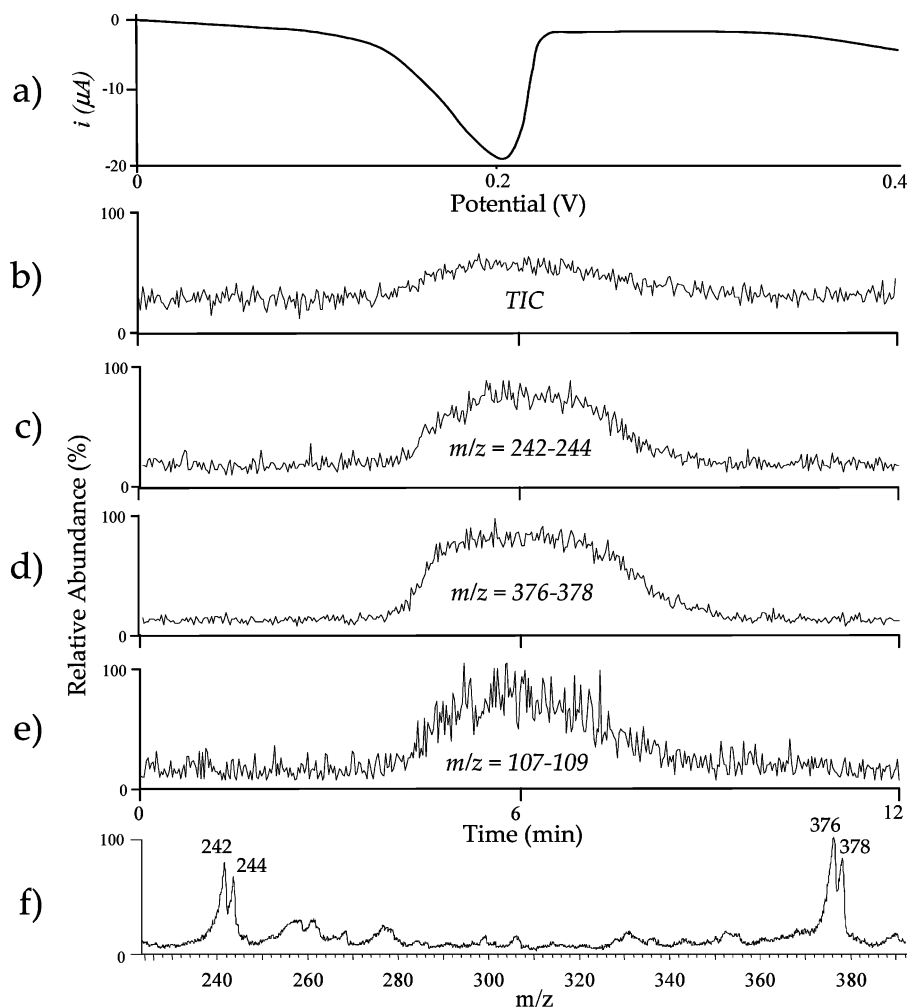 a)
i (µA)
0
-10
-20
0
0.2
0.4
Potential (V)
b)
100
0
TIC
Relative Abundance (%)
c)
100
0
m/z = 242-244
d)
100
0
m/z = 376-378
e)
100
0
m/z = 107-109
0
6
12
Time (min)
f)
100
0
242
244
376
378
240
260
280
300
320
340
360
380
m/z